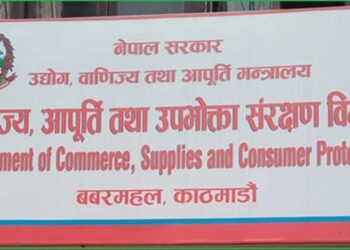 नेपाल सरकार
उद्योग, वाणिज्य तथा आपूर्ति मन्त्रालय
ज्य, आपूर्ति तथा उपभोक्ता संरक्षण वि
ment of Commerce, Supplies and Consumer Prote
बबरमहल, काठमाडौं